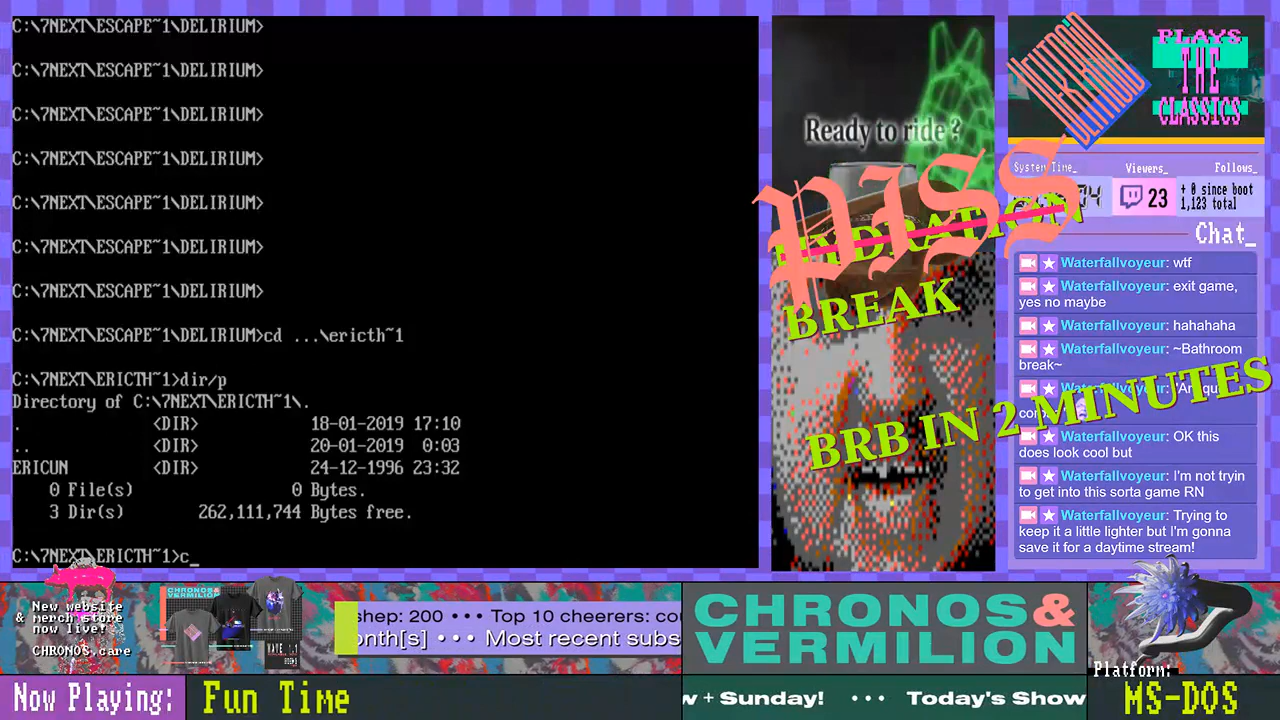 C:\7NEXT\ESCAPE~1\DELIRIUM>
C:\7NEXT\ESCAPE~1\DELIRIUM>
C:\7NEXT\ESCAPE~1\DELIRIUM>
C:\7NEXT\ESCAPE~1\DELIRIUM>
C:\7NEXT\ESCAPE~1\DELIRIUM>
C:\7NEXT\ESCAPE~1\DELIRIUM>
C:\7NEXT\ESCAPE~1\DELIRIUM>
C:\7NEXT\ESCAPE~1\DELIRIUM>cd ...\ericth~1
C:\7NEXT\ERICTH~1>dir/p
Directory of C:\7NEXT\ERICTH~1\.
. <DIR> 18-01-2019 17:10
.. <DIR> 20-01-2019 0:03
ERICUN <DIR> 24-12-1996 23:32
0 File(s) 0 Bytes.
3 Dir(s) 262,111,744 Bytes free.
C:\7NEXT\ERICTH~1>c_
Ready to ride ?
PISS
HYDRATION
BREAK
BRB IN 2 MINUTES
PLAYS
THE
CLASSICS
System Time_
Viewers_
23
Follows_
+ 0 since boot
1,123 total
Chat_
Waterfallvoyeur: wtf
Waterfallvoyeur: exit game,
yes no maybe
Waterfallvoyeur: hahahaha
Waterfallvoyeur: ~Bathroom
break~
Waterfallvoyeur: OK this
does look cool but
Waterfallvoyeur: I'm not tryin
to get into this sorta game RN
Waterfallvoyeur: Trying to
keep it a little lighter but I'm gonna
save it for a daytime stream!
New website
& merch store
now live!
CHRONOS.care
CHRONOS
&VERMILION
shep: 200 ••• Top 10 cheerers: cou
onth[s] ••• Most recent subs
CHRONOS&
VERMILION
Platform:
MS-DOS
Now Playing:
Fun Time
w + Sunday! ••• Today's Show